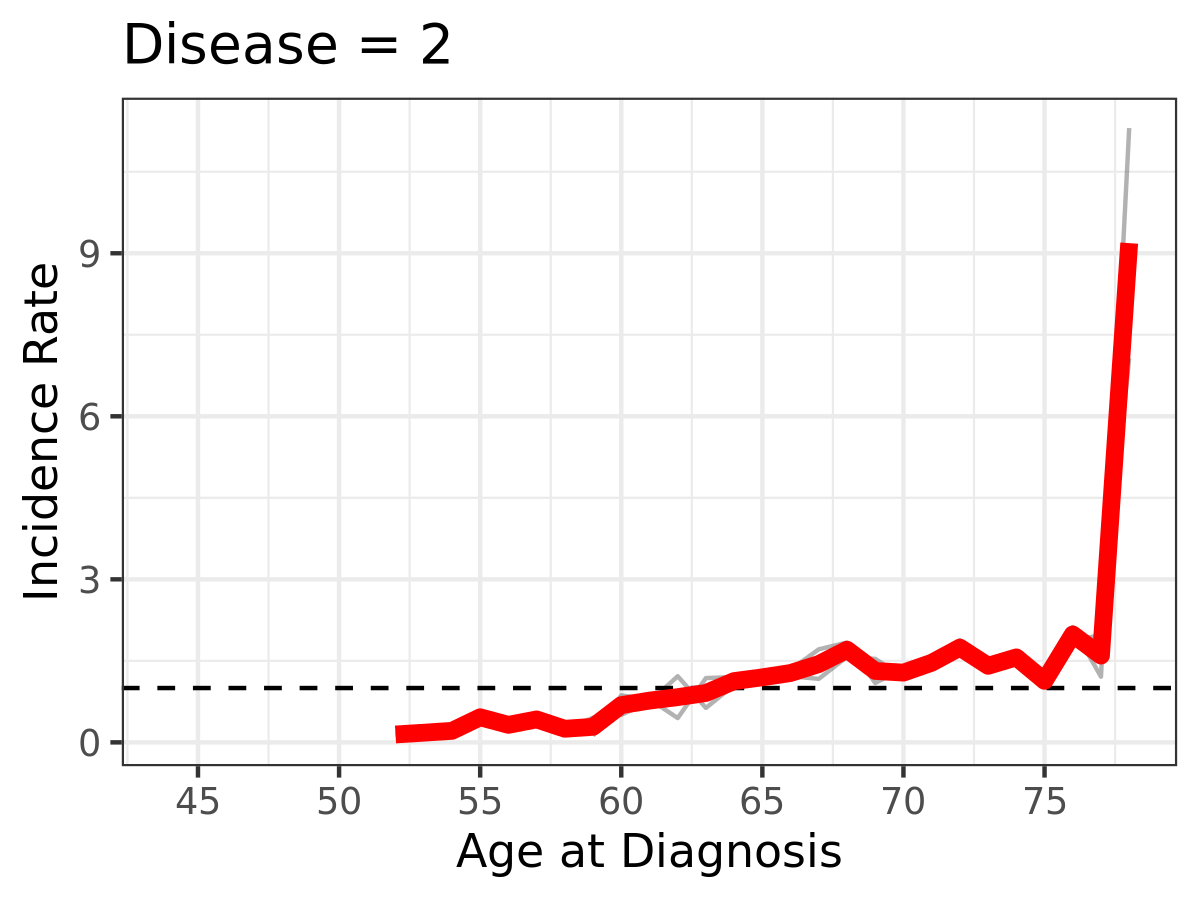 Disease = 2
Incidence Rate
9
6
3
0
45 50 55 60 65 70 75
Age at Diagnosis